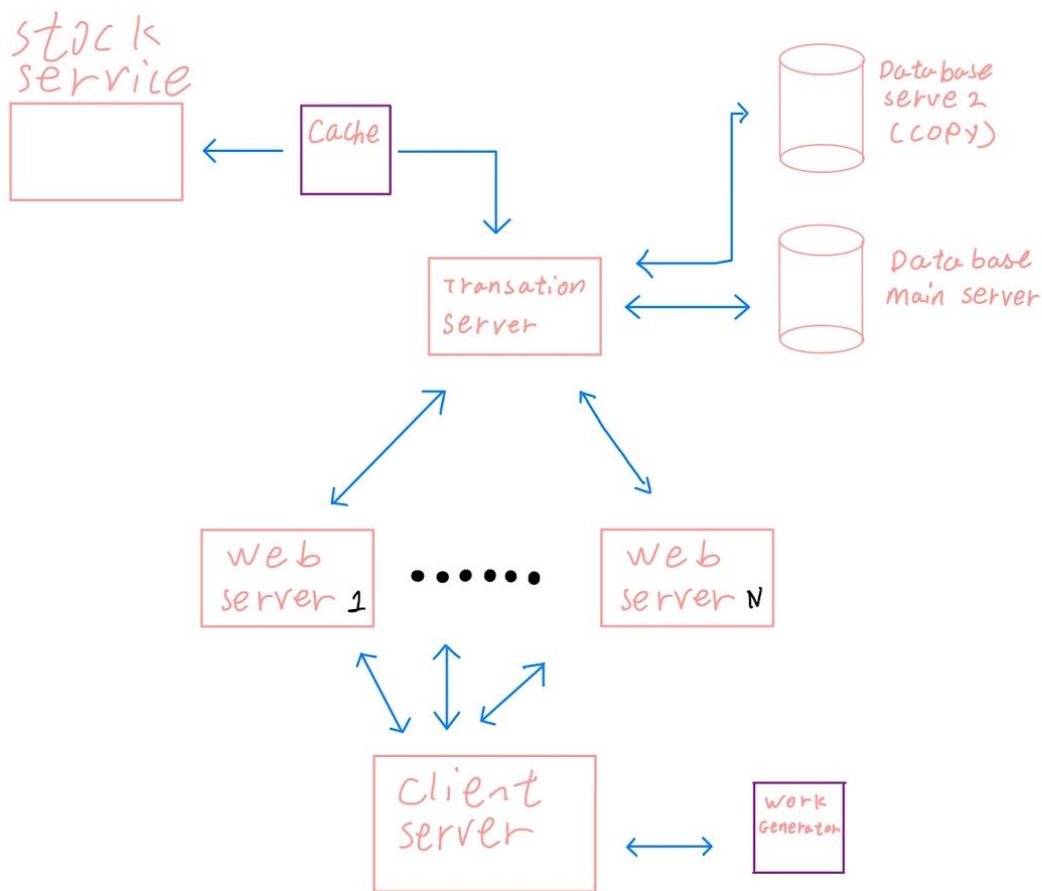 stock
service
Cache
Database
serve 2
(COPY)
Transation
server
Database
main server
web
server 1
web
server N
client
server
work
Generator